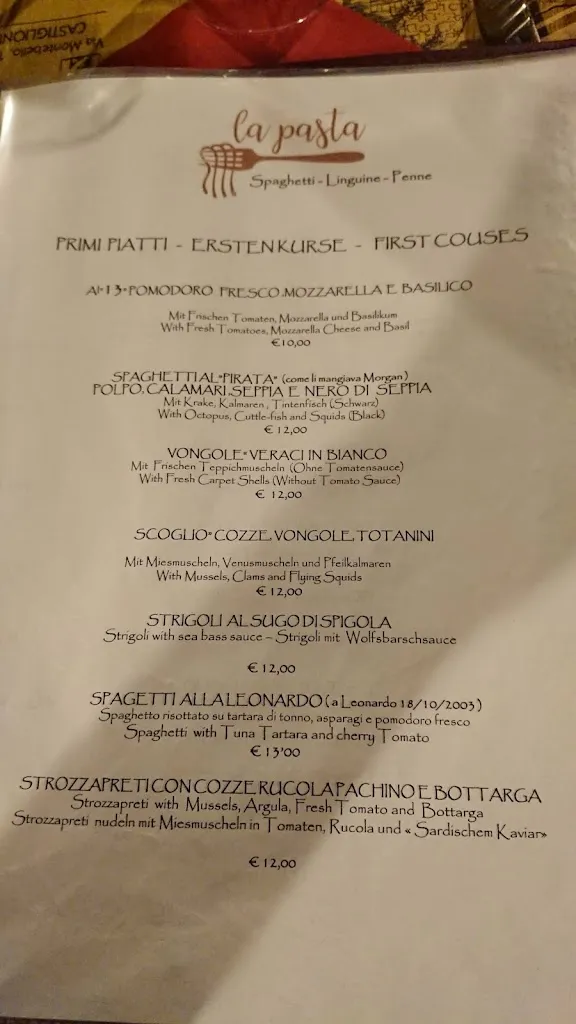 Via Montebello,
CASTIGLION
la pasta
Spaghetti - Linguine - Penne
PRIMI PIATTI - ERSTENKURSE - FIRST COUSES
Al "13" POMODORO FRESCO.MOZZARELLA E BASILICO
Mit Frischen Tomaten, Mozzarella und Basilikum
With Fresh Tomatoes, Mozzarella Cheese and Basil
€10,00
SPAGHETTI AL "PIRATA" (come li mangiava Morgan)
POLPO, CALAMARI,SEPPIA E NERO DI SEPPIA
Mit Krake, Kalmaren , Tintenfisch (Schwarz)
With Octopus, Cuttle-fish and Squids (Black)
€ 12,00
VONGOLE" VERACI IN BIANCO
Mit Frischen Teppichmuscheln (Ohne Tomatensauce)
With Fresh Carpet Shells (Without Tomato Sauce)
€ 12,00
SCOGLIO" COZZE, VONGOLE, TOTANINI
Mit Miesmuscheln, Venusmuscheln und Pfeilkalmaren
With Mussels, Clams and Flying Squids
€ 12,00
STRIGOLI AL SUGO DI SPIGOLA
Strigoli with sea bass sauce – Strigoli mit Wolfsbarschsauce
€ 12,00
SPAGETTI ALLA LEONARDO ( a Leonardo 18/10/2003 )
Spaghetto risottato su tartara di tonno, asparagi e pomodoro fresco
Spaghetti with Tuna Tartara and cherry Tomato
€ 13'00
STROZZAPRETI CON COZZE RUCOLA PACHINO E BOTTARGA
Strozzapreti with Mussels, Argula, Fresh Tomato and Bottarga
Strozzapreti nudeln mit Miesmuscheln in Tomaten, Rucola und « Sardischem Kaviar»
€ 12,00